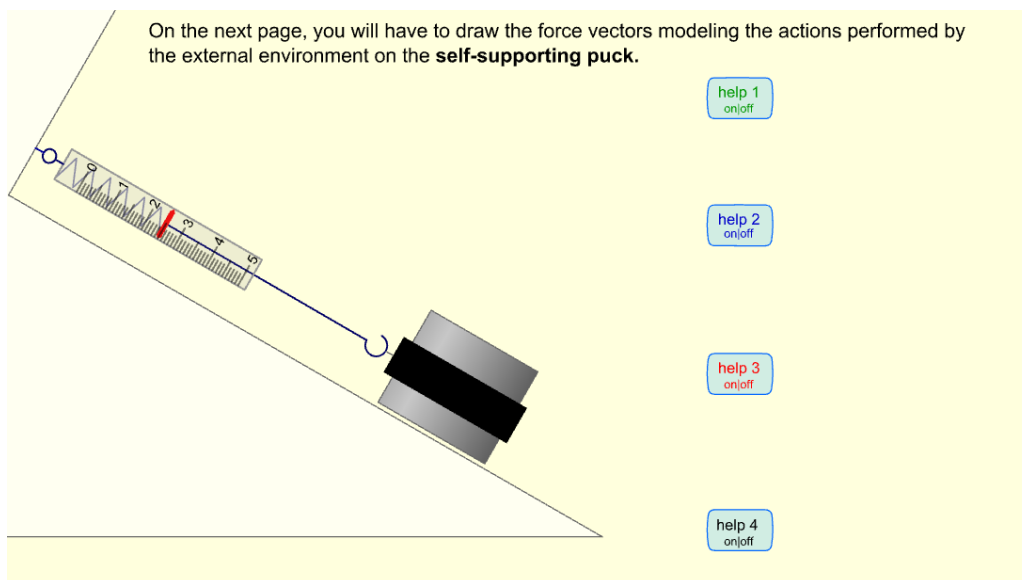 On the next page, you will have to draw the force vectors modeling the actions performed by
the external environment on the self-supporting puck.
help 1
on|off
0
1
2
3
4
5
help 2
on|off
help 3
on|off
help 4
on|off